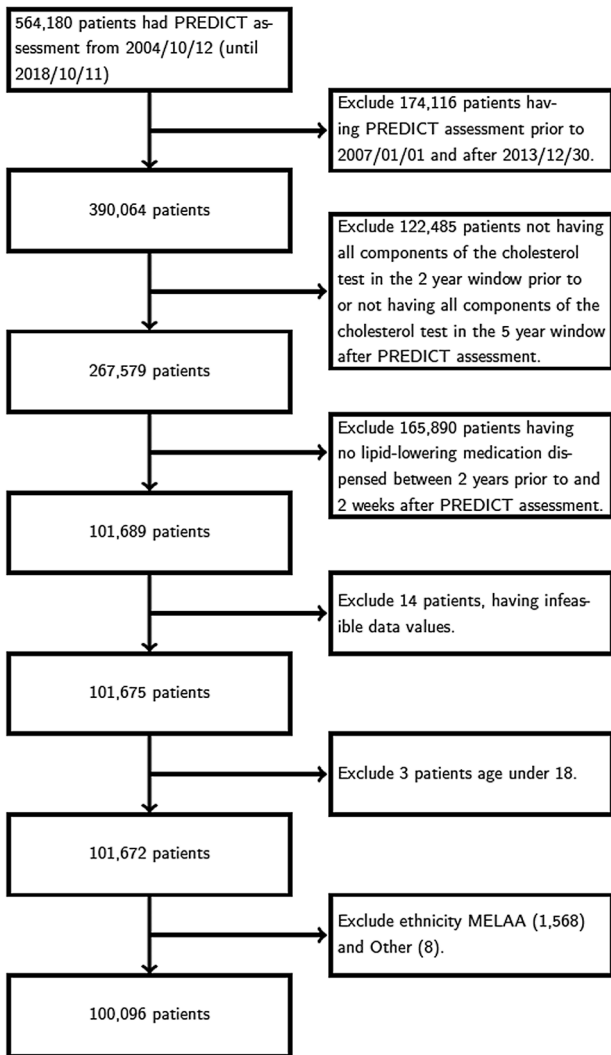 564,180 patients had PREDICT as-
sessment from 2004/10/12 (until
2018/10/11)
Exclude 174,116 patients hav-
ing PREDICT assessment prior to
2007/01/01 and after 2013/12/30.
390,064 patients
Exclude 122,485 patients not having
all components of the cholesterol
test in the 2 year window prior to
or not having all components of the
cholesterol test in the 5 year window
after PREDICT assessment.
267,579 patients
Exclude 165,890 patients having
no lipid-lowering medication dis-
pensed between 2 years prior to and
2 weeks after PREDICT assessment.
101,689 patients
Exclude 14 patients, having infeas-
ible data values.
101,675 patients
Exclude 3 patients age under 18.
101,672 patients
Exclude ethnicity MELAA (1,568)
and Other (8).
100,096 patients